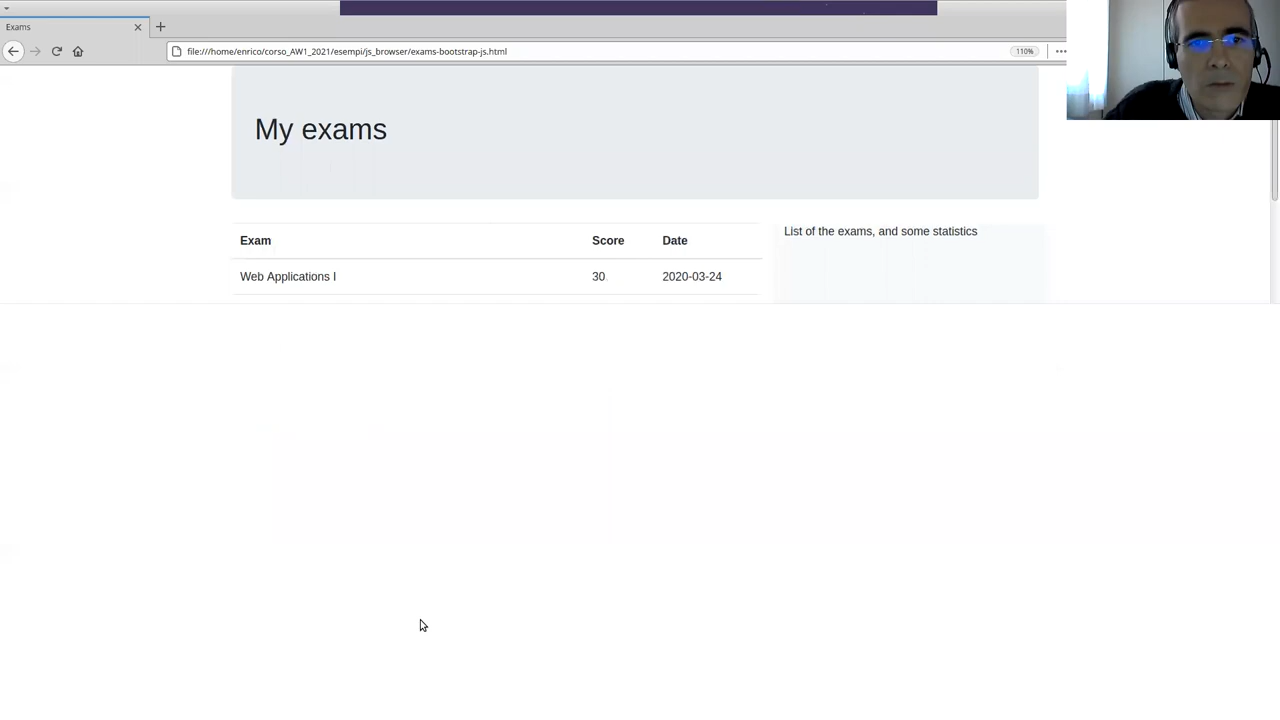 Exams
file:///home/enrico/corso_AW1_2021/esempi/js_browser/exams-bootstrap-js.html
110%
My exams
Exam Score Date
List of the exams, and some statistics
Web Applications I 30 2020-03-24